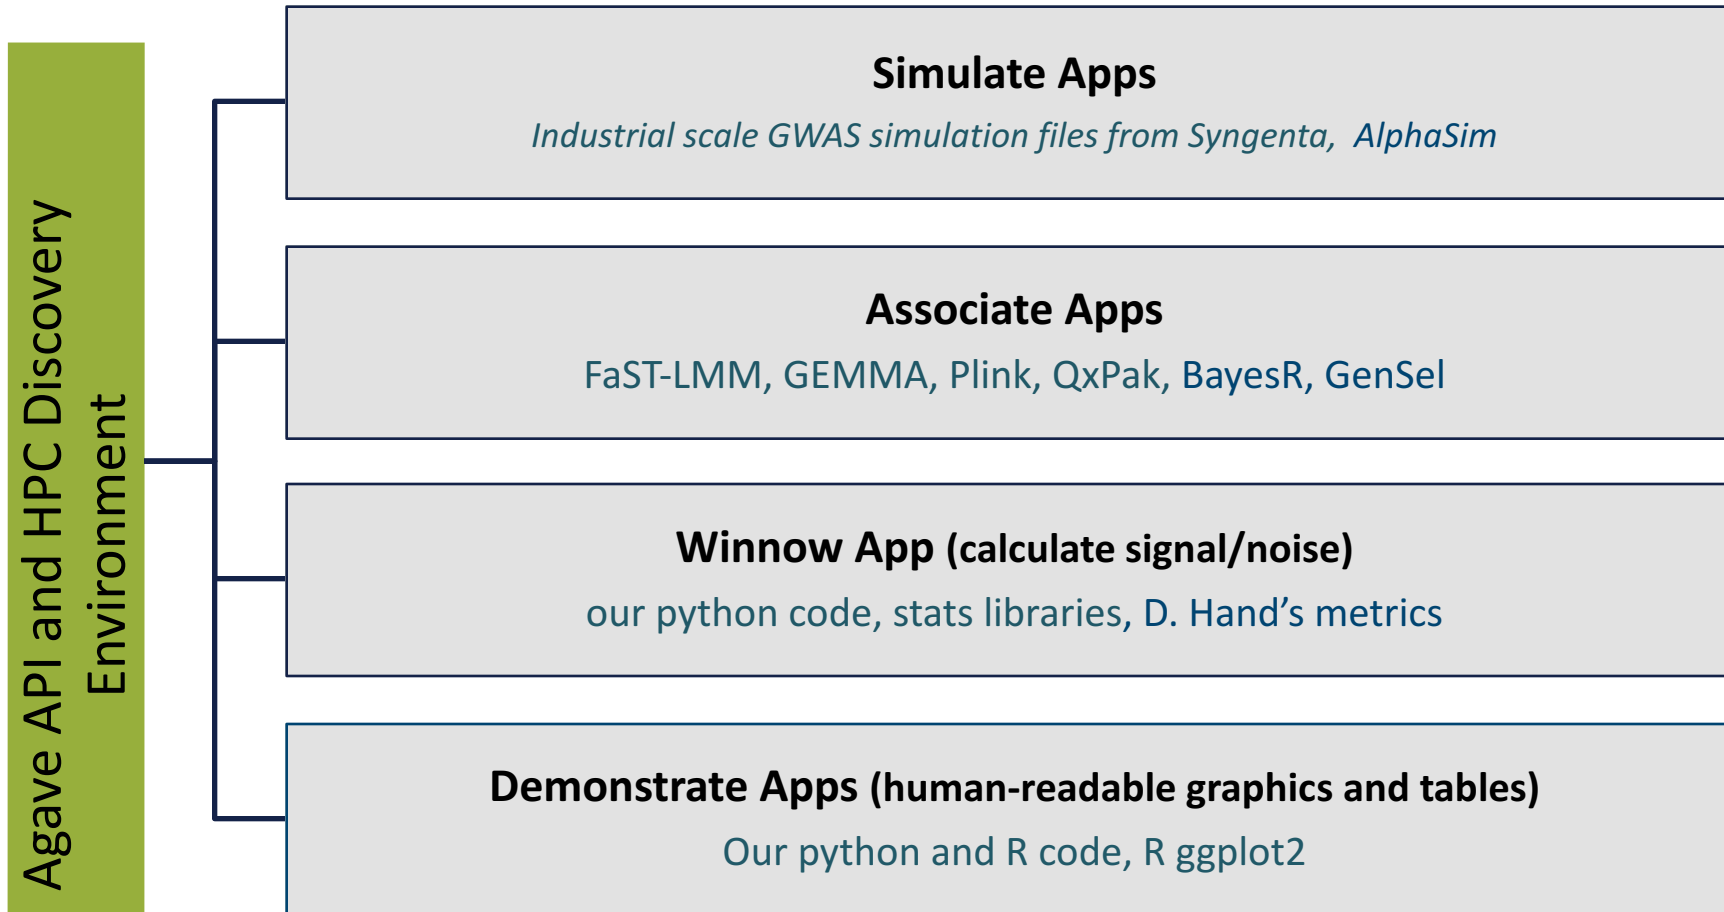 Agave API and HPC Discovery
Environment
Simulate Apps
Industrial scale GWAS simulation files from Syngenta, AlphaSim
Associate Apps
FaST-LMM, GEMMA, Plink, QxPak, BayesR, GenSel
Winnow App (calculate signal/noise)
our python code, stats libraries, D. Hand’s metrics
Demonstrate Apps (human-readable graphics and tables)
Our python and R code, R ggplot2